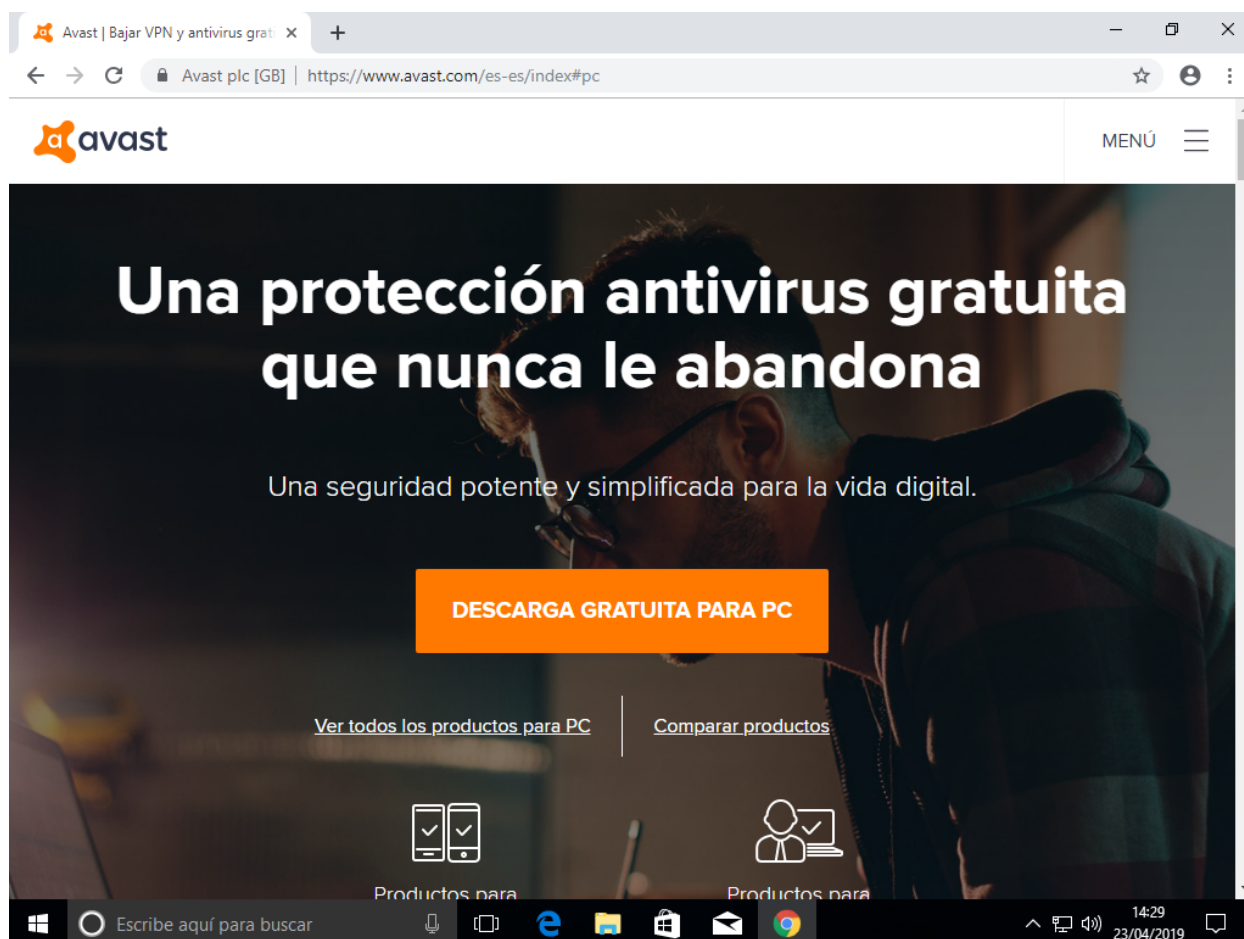 Avast | Bajar VPN y antivirus grat
Avast plc [GB] | https://www.avast.com/es-es/index#pc
avast
MENÚ
Una protección antivirus gratuita
que nunca le abandona
Una seguridad potente y simplificada para la vida digital.
DESCARGA GRATUITA PARA PC
Ver todos los productos para PC
Comparar productos
Productos para
Productos para
Escribe aquí para buscar
14:29
23/04/2019